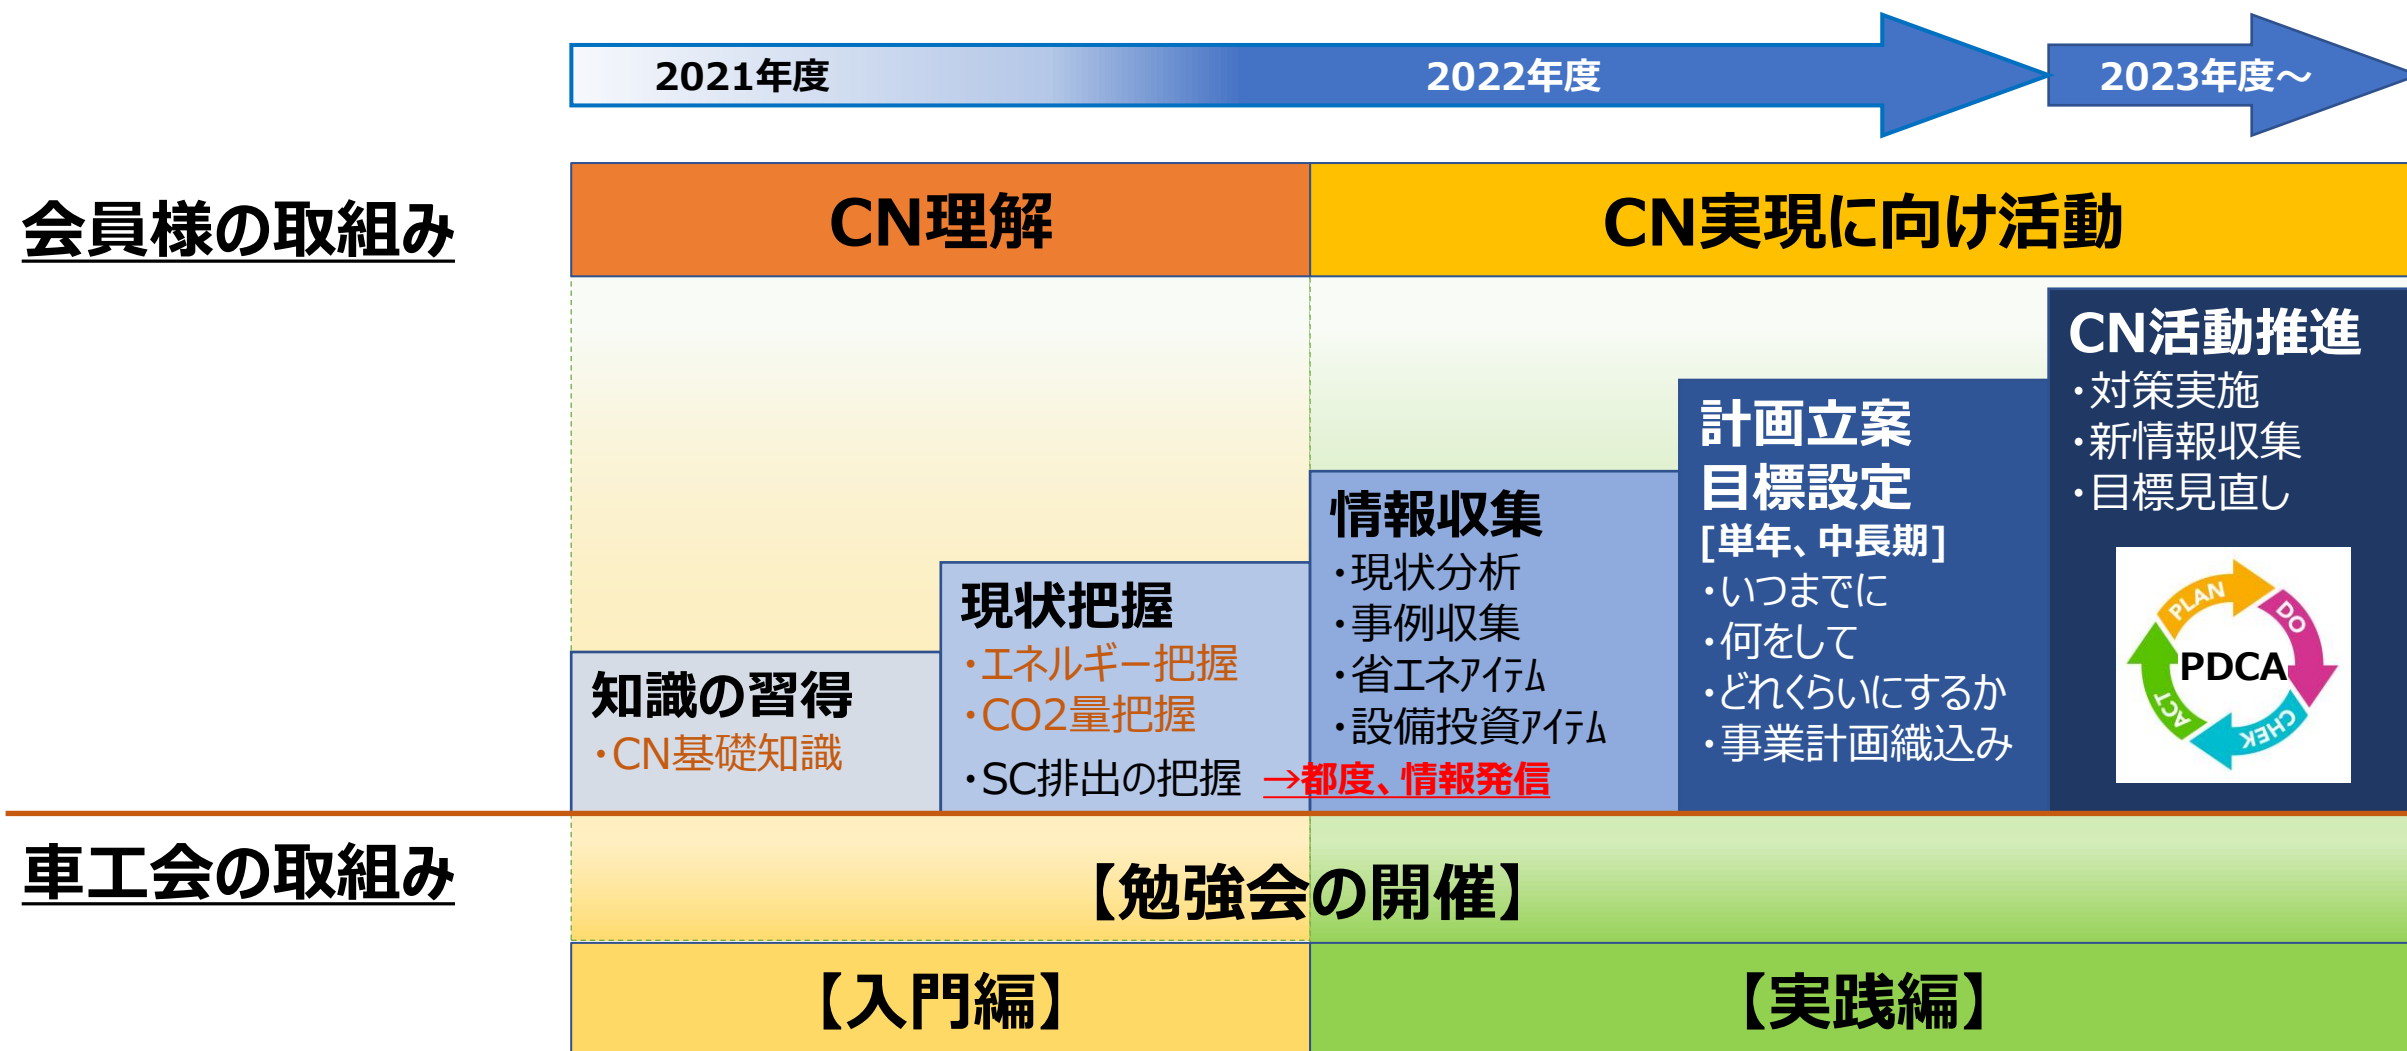 2021年度
2022年度
2023年度～
会員様の取組み
CN理解
CN実現に向け活動
知識の習得
・CN基礎知識
現状把握
・エネルギー把握
・CO2量把握
・SC排出の把握
→都度、情報発信
情報収集
・現状分析
・事例収集
・省エネｱｲﾃﾑ
・設備投資ｱｲﾃﾑ
計画立案
目標設定
[単年、中長期]
・いつまでに
・何をして
・どれくらいにするか
・事業計画織込み
CN活動推進
・対策実施
・新情報収集
・目標見直し
PLAN
DO
PDCA
ACT
CHEK
車工会の取組み
【勉強会の開催】
【入門編】
【実践編】